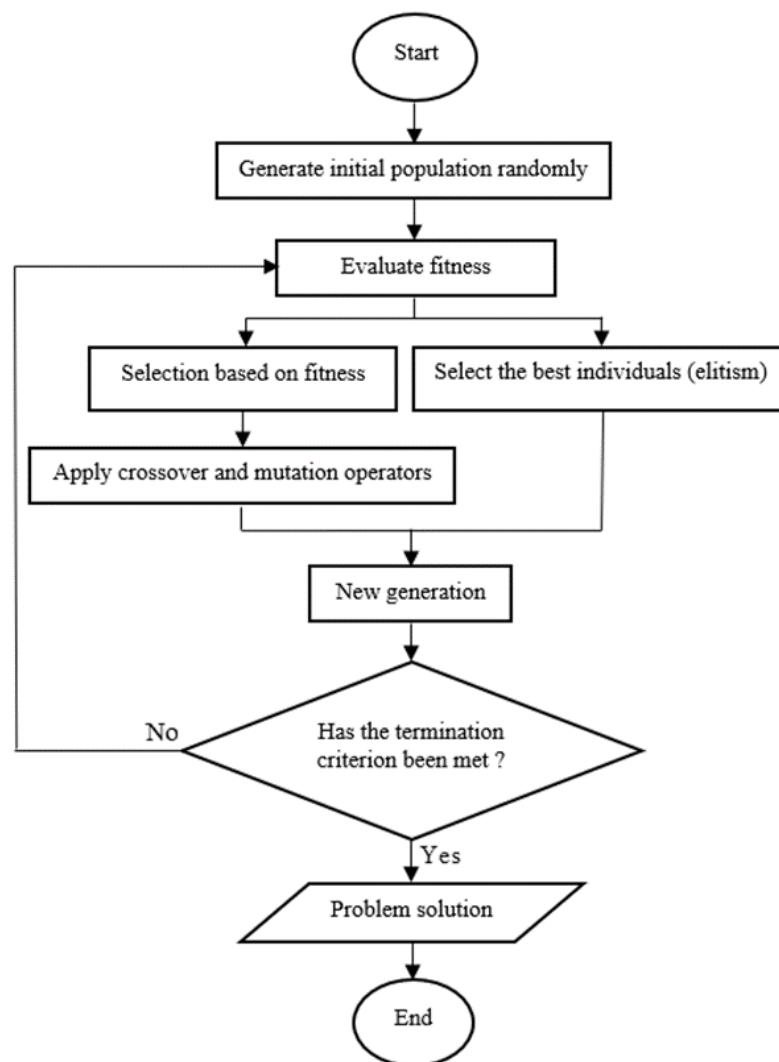 Start
Generate initial population randomly
Evaluate fitness
Selection based on fitness
Select the best individuals (elitism)
Apply crossover and mutation operators
New generation
Has the termination
criterion been met ?
No
Yes
Problem solution
End